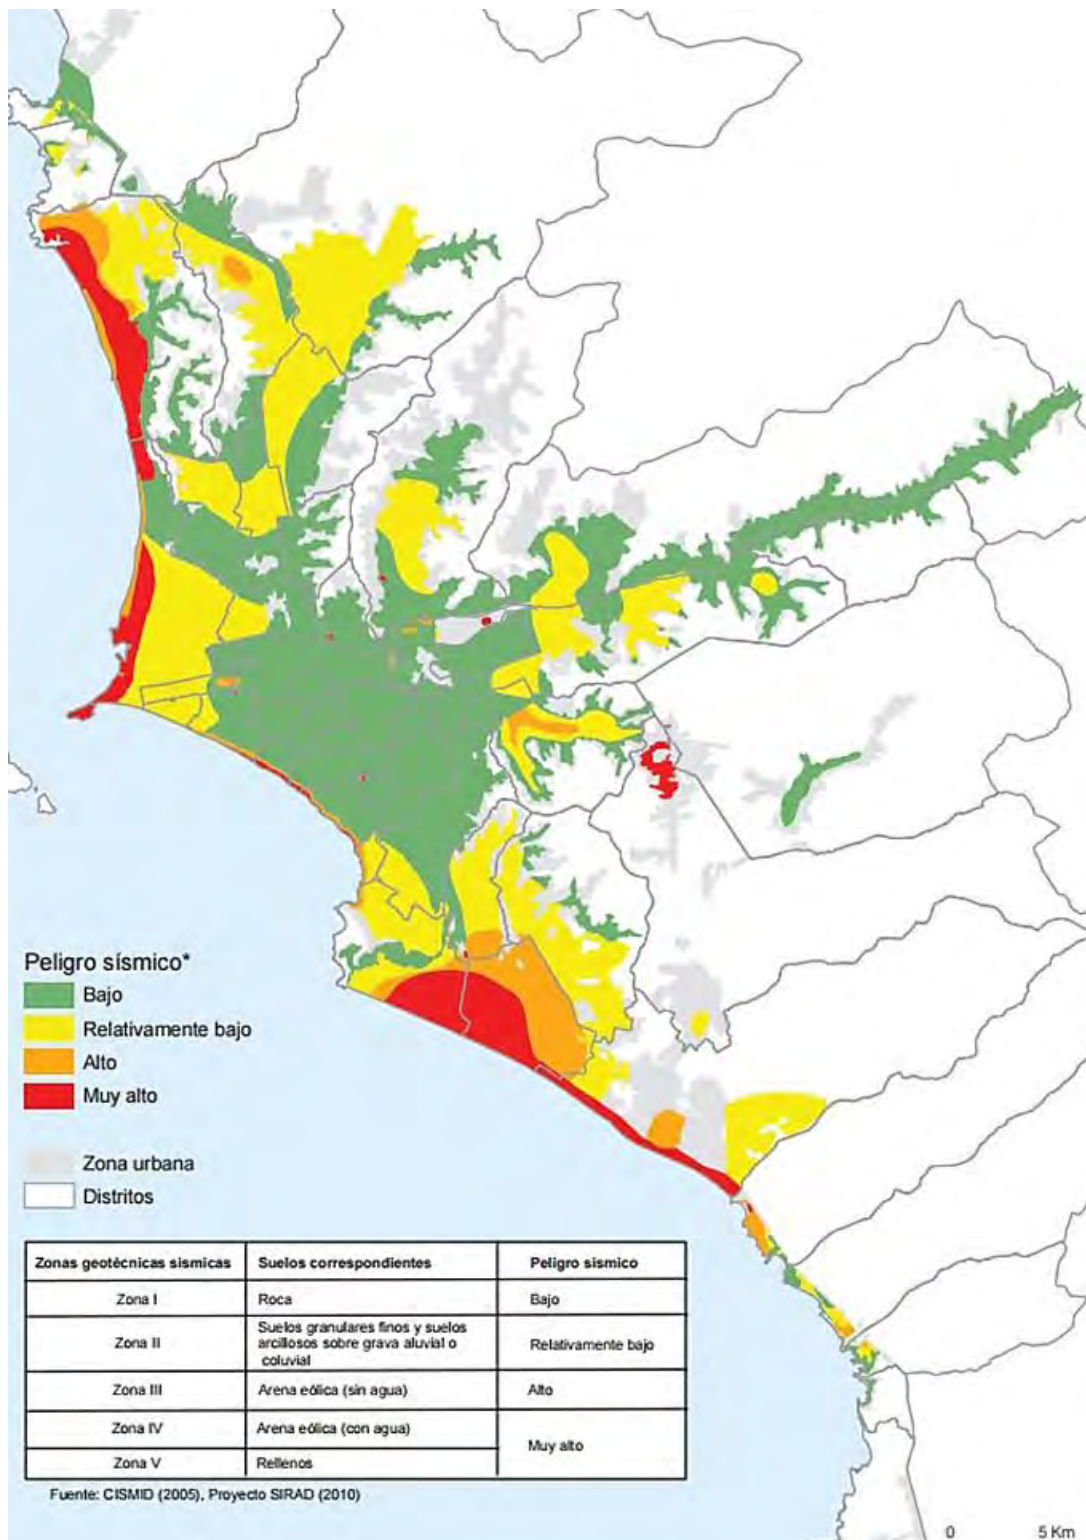 Peligro sísmico*
Bajo
Relativamente bajo
Alto
Muy alto
Zona urbana
Distritos
Zonas geotécnicas sísmicas Suelos correspondientes Peligro sísmico
Zona I Roca Bajo
Zona II Suelos granulares finos y suelos arcillosos sobre grava aluvial o coluvial Relativamente bajo
Zona III Arena eólica (sin agua) Alto
Zona IV Arena eólica (con agua) Muy alto
Zona V Rellenos
Fuente: CISMID (2005), Proyecto SIRAD (2010)
0 5 Km